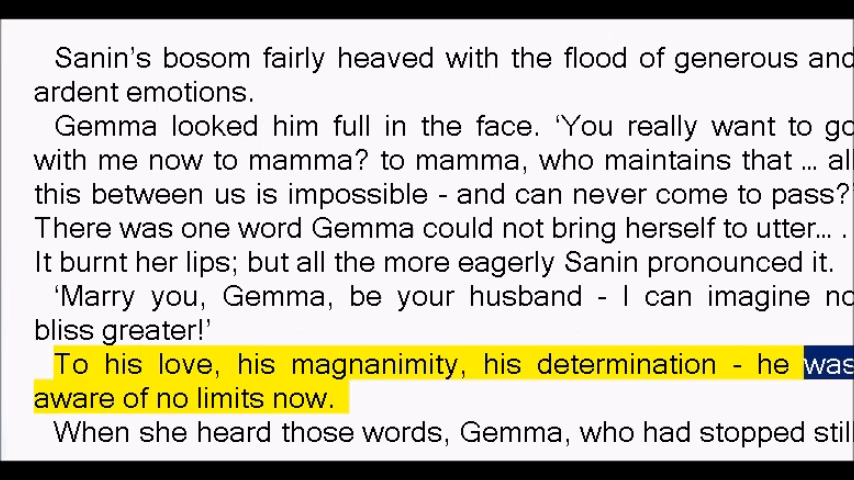 Sanin's bosom fairly heaved with the flood of generous and
ardent emotions.
Gemma looked him full in the face. ‘You really want to go
with me now to mamma? to mamma, who maintains that ... all
this between us is impossible - and can never come to pass?’
There was one word Gemma could not bring herself to utter... .
It burnt her lips; but all the more eagerly Sanin pronounced it.
‘Marry you, Gemma, be your husband - I can imagine no
bliss greater!’
To his love, his magnanimity, his determination - he was
aware of no limits now.
When she heard those words, Gemma, who had stopped still